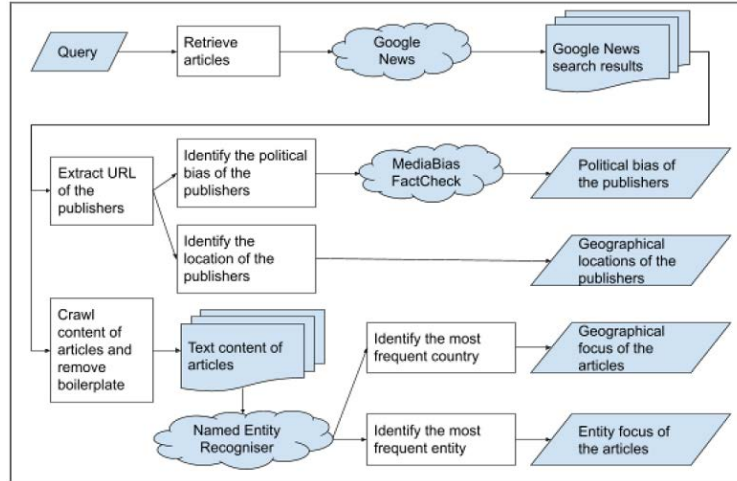 Query
Retrieve
articles
Google
News
Google News
search results
Extract URL
of the
publishers
Identify the political
bias of the
publishers
MediaBias
FactCheck
Political bias of
the publishers
Identify the
location of the
publishers
Geographical
locations of the
publishers
Crawl
content of
articles and
remove
boilerplate
Text content of
articles
Identify the most
frequent country
Geographical
focus of the
articles
Named Entity
Recogniser
Identify the most
frequent entity
Entity focus of
the articles